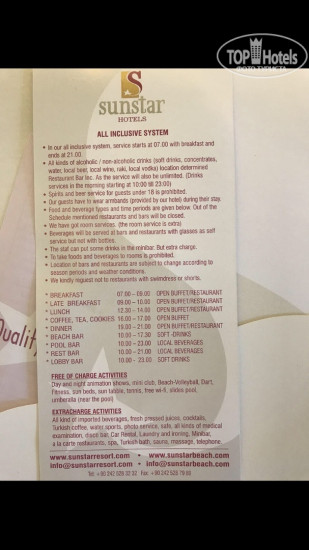 TOP Hotels
sunstar
HOTELS
ALL INCLUSIVE SYSTEM
• In our all inclusive system, service starts at 07.00 with breakfast and
ends at 21.00
• All kinds of alcoholic / non-alcoholic drinks (soft drinks, concentrates,
water, local beer, local wine, raki, local vodka) location determined
Restaurant Bar tec. As the service will also be unlimited. (Drinks
services in the morning starting at 10:00 till 23:00)
• Spirits and beer service for guests under 18 is prohibited.
• Our guests have to wear armbands (provided by our hotel) during their stay.
• Food and beverage types and time periods are given below. Out of the
Schedule mentioned restaurants and bars will be closed.
• We have got room services. (the room service is extra)
• Beverages will be served at bars and restaurants with glasses as self
service but not with bottles.
• The staff can put some drinks in the minibar. But extra charge.
• To take foods and beverages to rooms is prohibited.
• Location of bars and restaurants are subject to change according to
season periods and weather conditions.
• We kindly request not to restaurants with swimdress or shorts.
* BREAKFAST 07:00 – 09.00 OPEN BUFFET/RESTAURANT
* LATE BREAKFAST 09.00 – 10.00 OPEN BUFFET/RESTAURANT
* LUNCH 12.30 – 14.00 OPEN BUFFET/RESTAURANT
* COFFEE, TEA, COOKIES 16.00 – 17.00 OPEN BUFFET
* DINNER 19.00 – 21.00 OPEN BUFFET/RESTAURANT
* BEACH BAR 10.00 – 17.30 SOFT -DRINKS
* POOL BAR 10.00 – 23.00 LOCAL BEVERAGES
* REST BAR 10.00 – 21.00 LOCAL BEVERAGES
* LOBBY BAR 10.00 – 23.00 SOFT-DRINKS
FREE OF CHARGE ACTIVITIES
Day and night animation shows, mini club, Beach-Volleyball, Dart,
Fitness, sun beds, sun table, tennis, free wi-fi, slides pool,
umbrella (near the pool)
EXTRACHARGE ACTIVITIES
All kind of imported beverages, fresh pressed juices, cocktails,
Turkish coffee, water sports, photo service, safe, all kinds of medical
examination, disco bar, Car Rental, Laundry and ironing, Minibar,
a la carte restaurants, spa, Turkish bath, sauna, massage, telephone.
www.sunstarresort.com • www.sunstarbeach.com
info@sunstarresort.com • info@sunstarbeach.com
Qualit